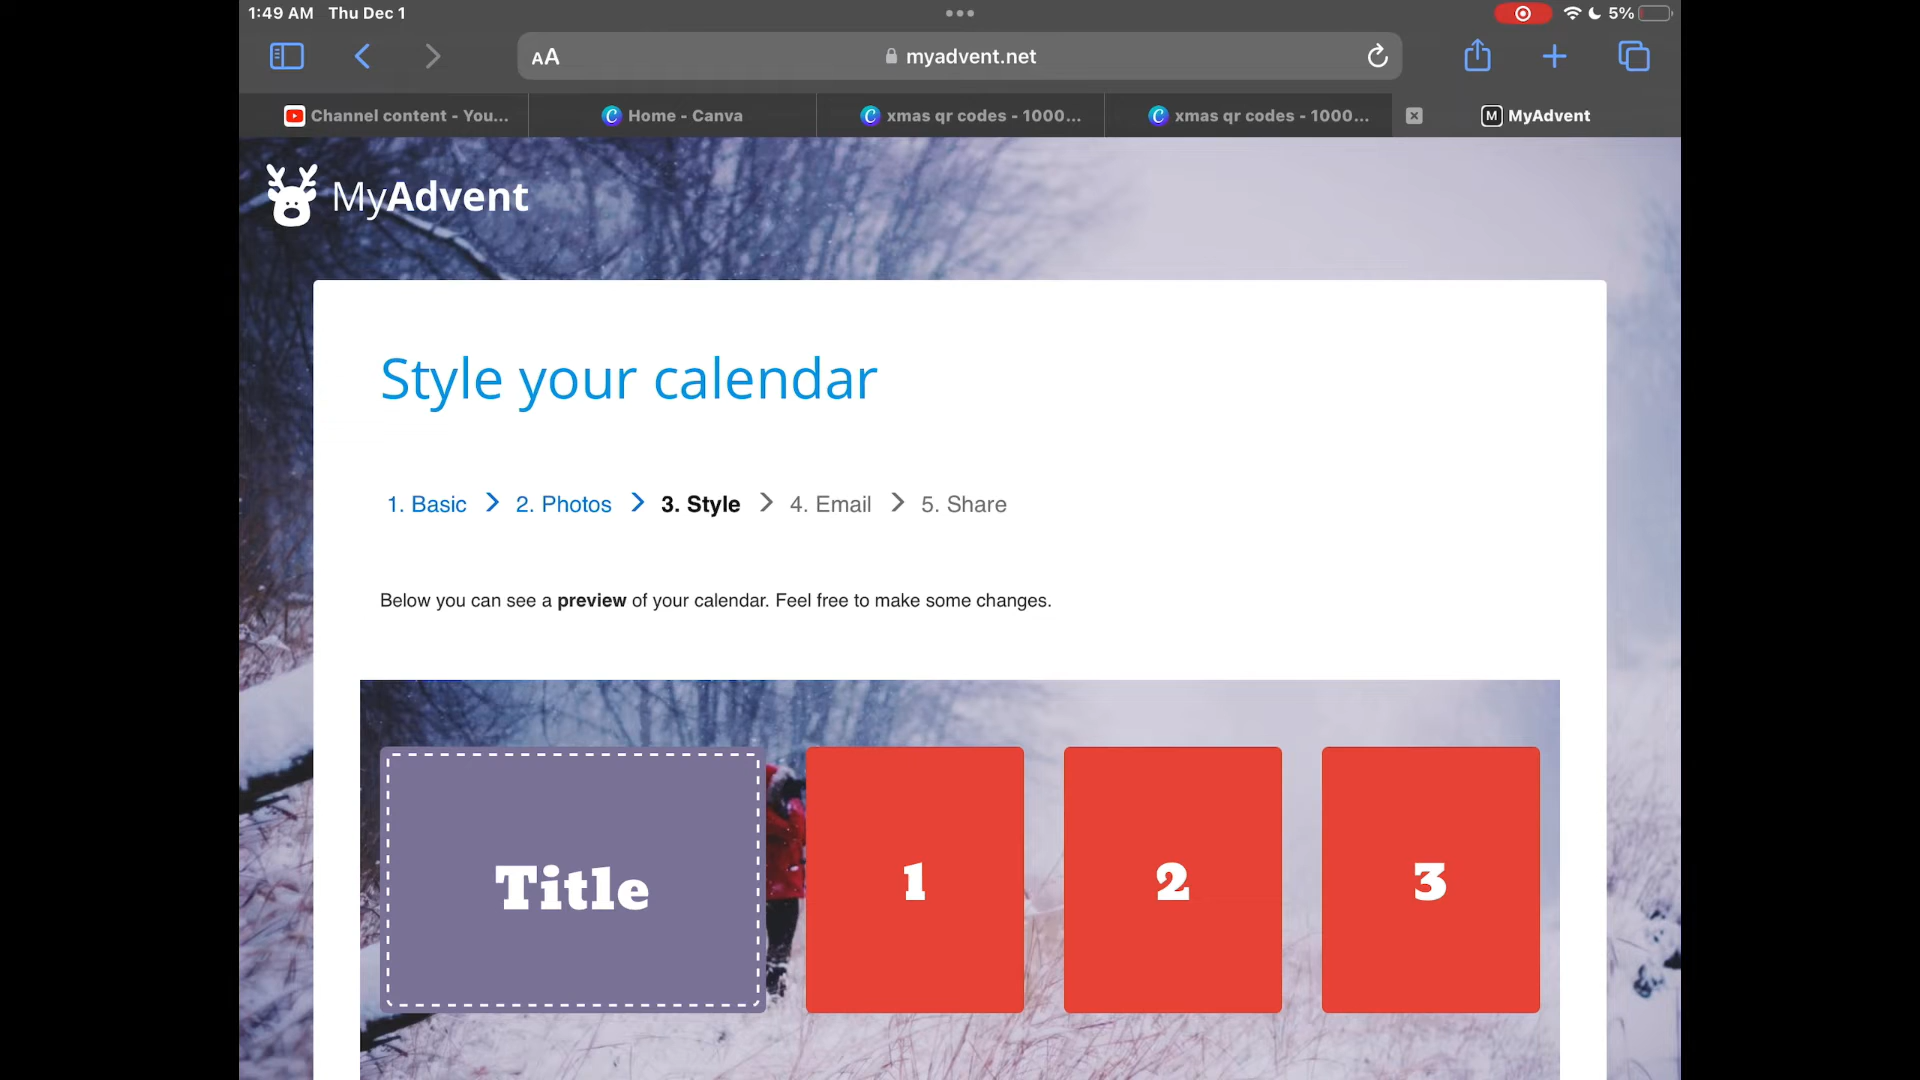 1:49 AM Thu Dec 1
5%
AA
myadvent.net
Channel content - You...
Home - Canva
xmas qr codes - 1000...
xmas qr codes - 1000...
M MyAdvent
MyAdvent
Style your calendar
1. Basic > 2. Photos > 3. Style > 4. Email > 5. Share
Below you can see a preview of your calendar. Feel free to make some changes.
Title
1
2
3